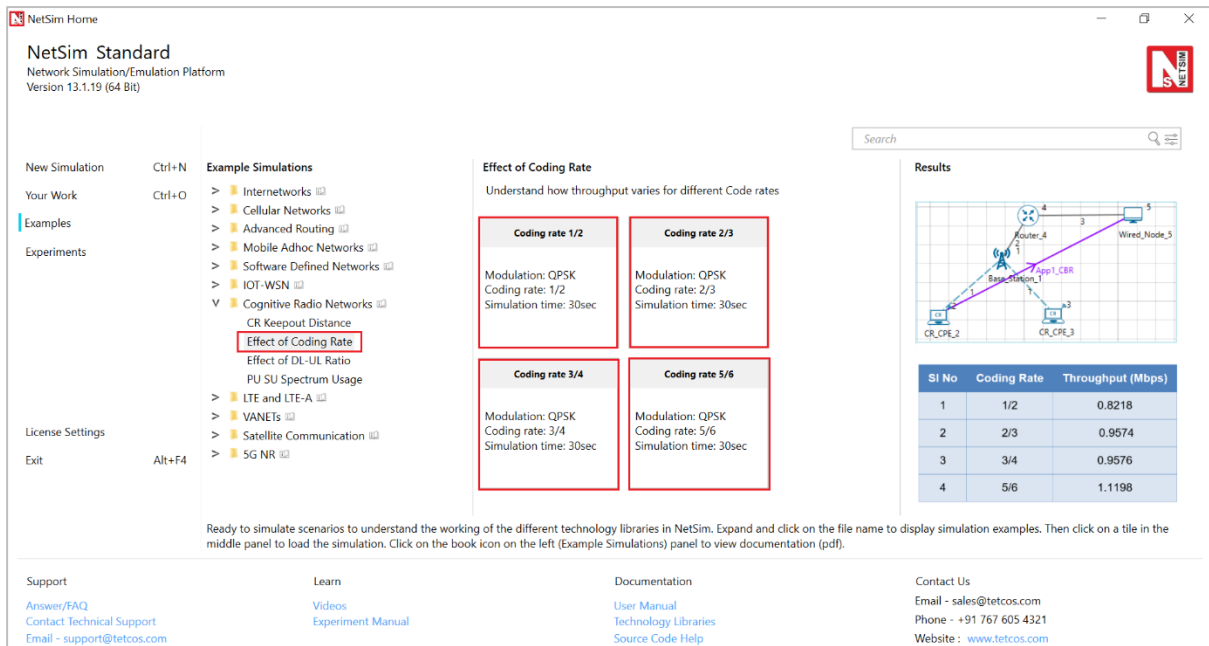 NetSim Home
NetSim Standard
Network Simulation/Emulation Platform
Version 13.1.19 (64 Bit)
NETSIM
Search
New Simulation Ctrl+N
Your Work Ctrl+O
Examples
Experiments
License Settings
Exit Alt+F4
Example Simulations
> Internetworks
> Cellular Networks
> Advanced Routing
> Mobile Adhoc Networks
> Software Defined Networks
> IOT-WSN
v Cognitive Radio Networks
CR Keepout Distance
Effect of Coding Rate
Effect of DL-UL Ratio
PU SU Spectrum Usage
> LTE and LTE-A
> VANETs
> Satellite Communication
> 5G NR
Effect of Coding Rate
Understand how throughput varies for different Code rates
Coding rate 1/2
Modulation: QPSK
Coding rate: 1/2
Simulation time: 30sec
Coding rate 2/3
Modulation: QPSK
Coding rate: 2/3
Simulation time: 30sec
Coding rate 3/4
Modulation: QPSK
Coding rate: 3/4
Simulation time: 30sec
Coding rate 5/6
Modulation: QPSK
Coding rate: 5/6
Simulation time: 30sec
Results
4
5
3
Router_4
Wired_Node_5
2
1
App1_CBR
Base_Station_1
1
1
2
3
CR
CR
CR_CPE_2
CR_CPE_3
SI No Coding Rate Throughput (Mbps)
1 1/2 0.8218
2 2/3 0.9574
3 3/4 0.9576
4 5/6 1.1198
Ready to simulate scenarios to understand the working of the different technology libraries in NetSim. Expand and click on the file name to display simulation examples. Then click on a tile in the
middle panel to load the simulation. Click on the book icon on the left (Example Simulations) panel to view documentation (pdf).
Support
Answer/FAQ
Contact Technical Support
Email - support@tetcos.com
Learn
Videos
Experiment Manual
Documentation
User Manual
Technology Libraries
Source Code Help
Contact Us
Email - sales@tetcos.com
Phone - +91 767 605 4321
Website : www.tetcos.com